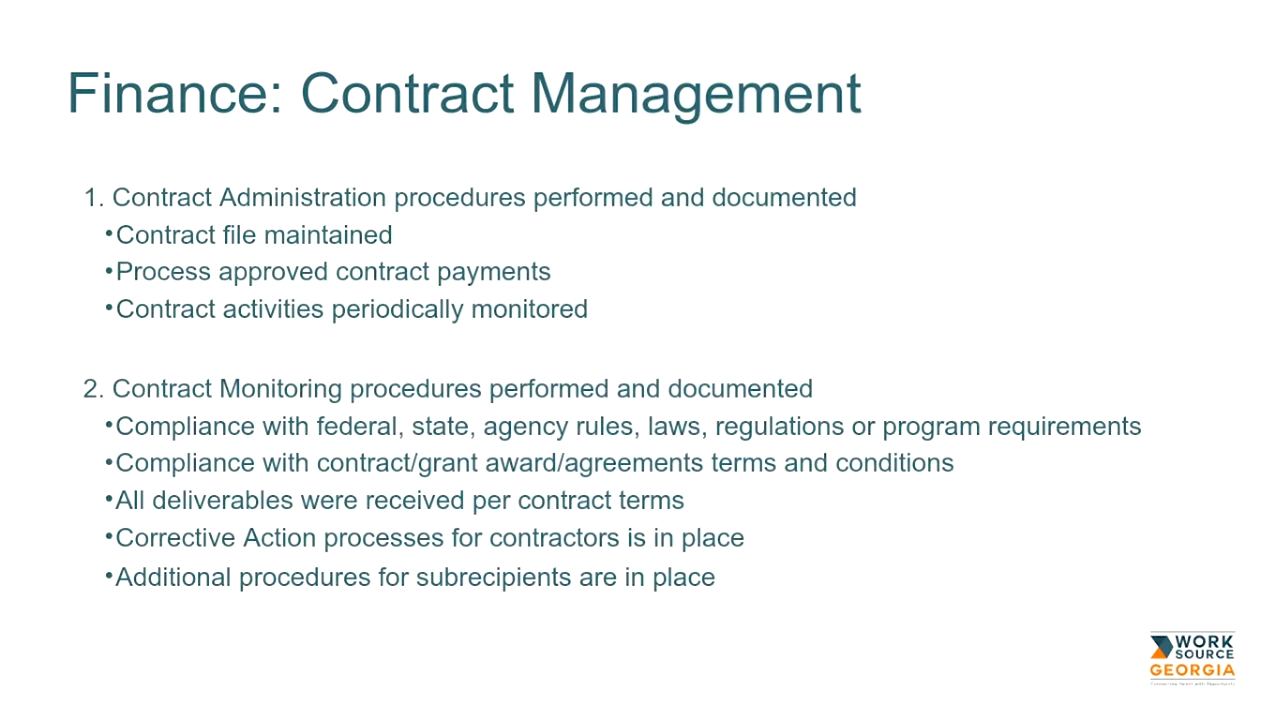 Finance: Contract Management
1. Contract Administration procedures performed and documented
•Contract file maintained
•Process approved contract payments
•Contract activities periodically monitored
2. Contract Monitoring procedures performed and documented
•Compliance with federal, state, agency rules, laws, regulations or program requirements
•Compliance with contract/grant award/agreements terms and conditions
•All deliverables were received per contract terms
•Corrective Action processes for contractors is in place
•Additional procedures for subrecipients are in place
WORK
SOURCE
GEORGIA